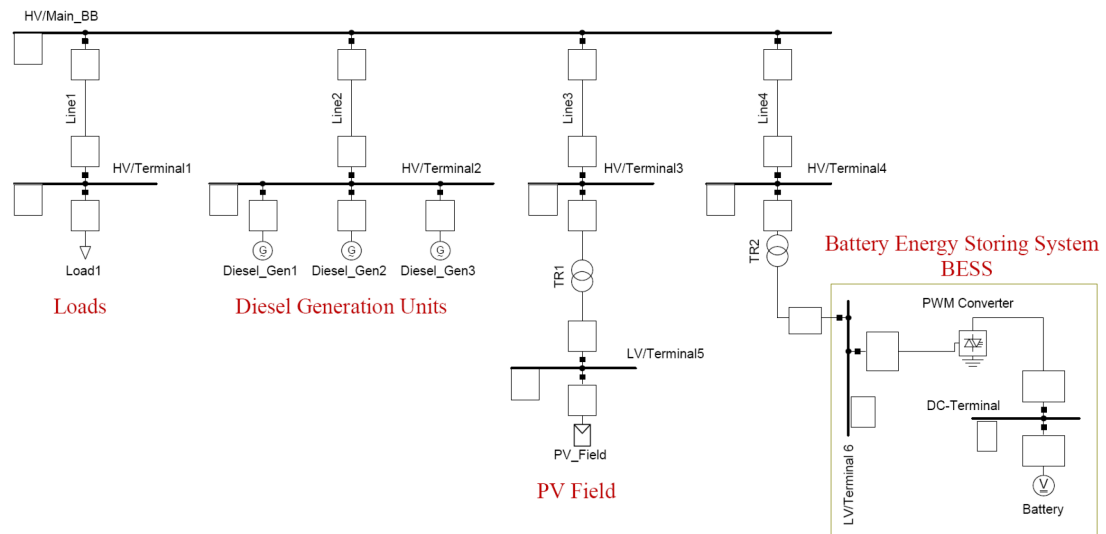 HV/Main_BB
Line1
Line2
Line3
Line4
HV/Terminal1
HV/Terminal2
HV/Terminal3
HV/Terminal4
G
G
G
Load1
Diesel_Gen1
Diesel_Gen2
Diesel_Gen3
TR1
TR2
Loads
Diesel Generation Units
Battery Energy Storing System
BESS
PWM Converter
LV/Terminal5
DC-Terminal
PV_Field
PV Field
LV/Terminal 6
V
Battery